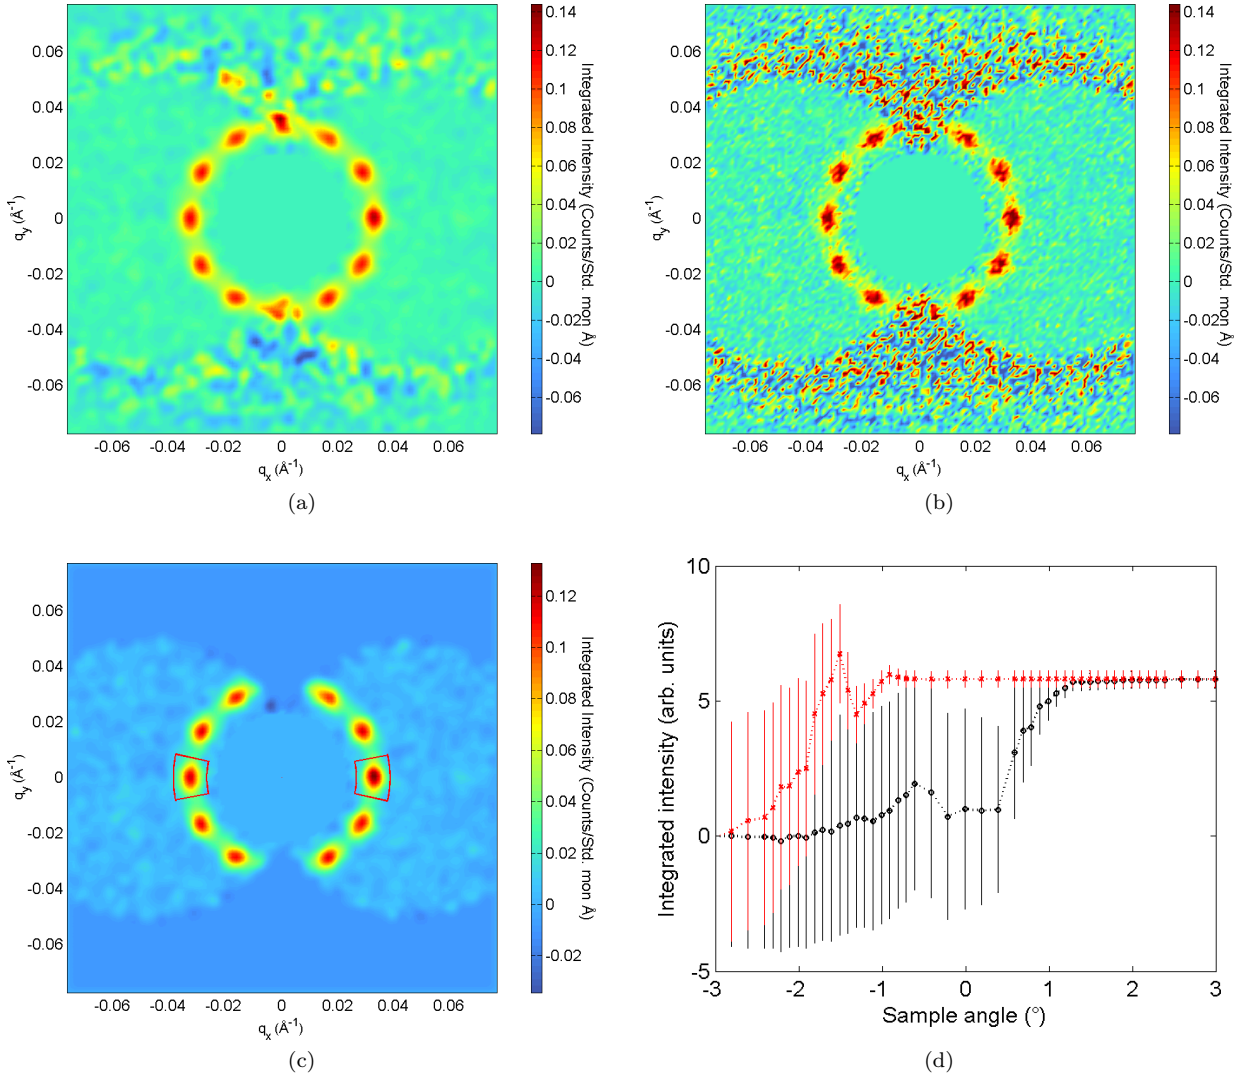 0.06
0.04
0.02
0
-0.02
-0.04
-0.06
q_y (Å⁻¹)
-0.06 -0.04 -0.02 0 0.02 0.04 0.06
q_x (Å⁻¹)
0.14
0.12
0.10
0.08
0.06
0.04
0.02
0
-0.02
-0.04
-0.06
Integrated Intensity (Counts/Std. mon Å)
(a)
0.06
0.04
0.02
0
-0.02
-0.04
-0.06
q_y (Å⁻¹)
-0.06 -0.04 -0.02 0 0.02 0.04 0.06
q_x (Å⁻¹)
0.14
0.12
0.10
0.08
0.06
0.04
0.02
0
-0.02
-0.04
-0.06
Integrated Intensity (Counts/Std. mon Å)
(b)
0.06
0.04
0.02
0
-0.02
-0.04
-0.06
q_y (Å⁻¹)
-0.06 -0.04 -0.02 0 0.02 0.04 0.06
q_x (Å⁻¹)
0.12
0.10
0.08
0.06
0.04
0.02
0
-0.02
Integrated Intensity (Counts/Std. mon Å)
(c)
10
5
0
-5
Integrated intensity (arb. units)
-3 -2 -1 0 1 2 3
Sample angle (°)
(d)